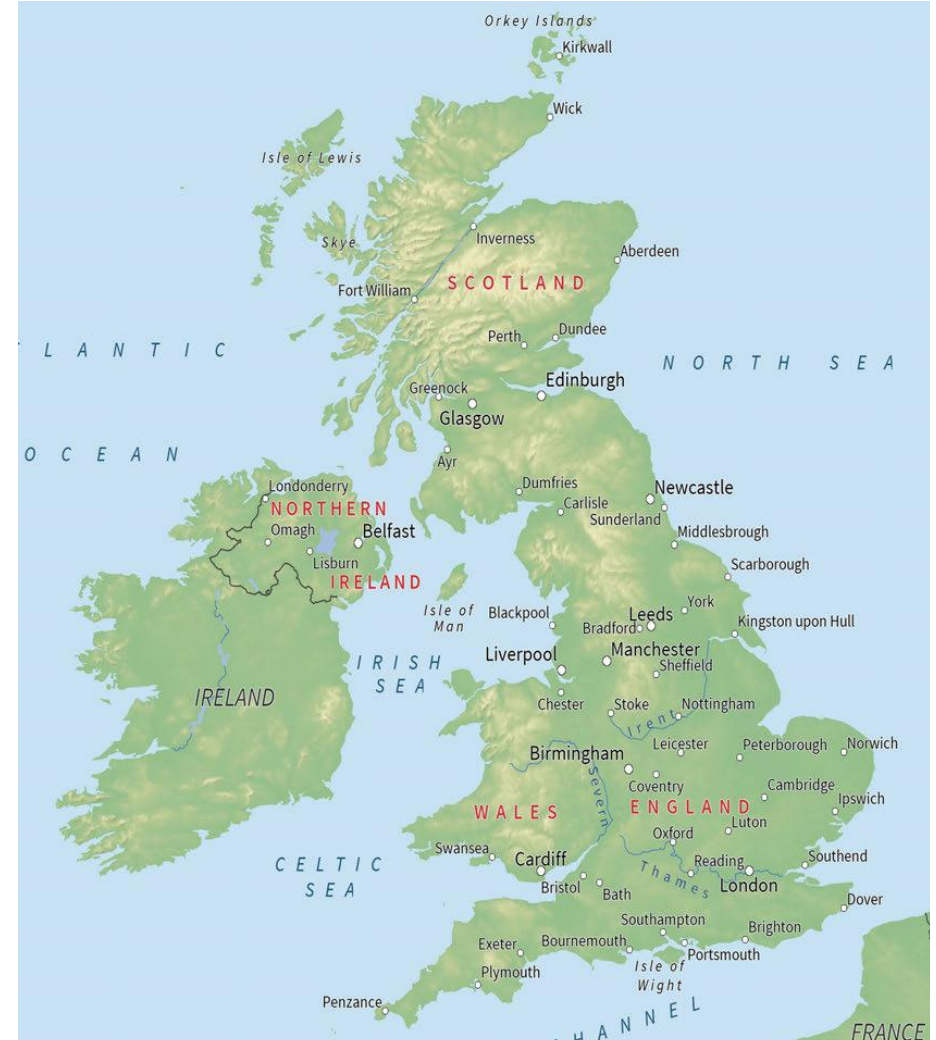 Orkey Islands
Kirkwall
Wick
Isle of Lewis
Skye
Inverness
Aberdeen
SCOTLAND
Fort William
Perth
Dundee
LANTIC
NORTH SEA
Edinburgh
Greenock
Glasgow
OCEAN
Ayr
Dumfries
Londonderry
Newcastle
Carlisle
NORTHERN
Sunderland
Omagh
Belfast
Middlesbrough
Lisburn
Scarborough
IRELAND
Isle of
Man
Blackpool
York
Leeds
Bradford
Kingston upon Hull
Liverpool
Manchester
IRISH
SEA
Sheffield
IRELAND
Chester
Stoke
Nottingham
Irent
Leicester
Peterborough
Norwich
Birmingham
Severn
Coventry
Cambridge
Ipswich
WALES
ENGLAND
Luton
Oxford
Swansea
Cardiff
Reading
Southend
CELTIC
SEA
Thames
London
Bristol
Bath
Dover
Southampton
Brighton
Exeter
Bournemouth
Portsmouth
Isle of
Wight
Plymouth
Penzance
HANNEL
FRANCE